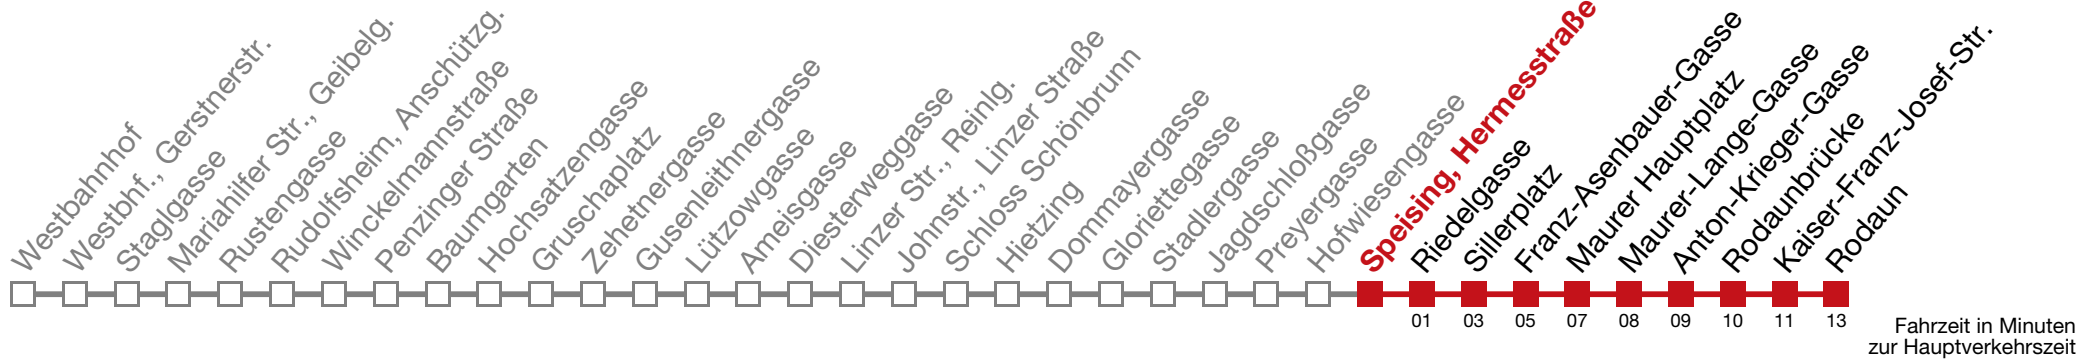 Westbahnhof
Westbhf., Gerstnerstr.
Staglgasse
Mariahilfer Str., Geibelg.
Rustengasse
Rudolfsheim, Anschützg.
Winckelmannstraße
Penzinger Straße
Baumgarten
Hochsatzengasse
Gruschaplatz
Zehetnergasse
Gusenleithnergasse
Lützowgasse
Ameisgasse
Diesterweggasse
Linzer Str., Reinlg.
Johnstr., Linzer Straße
Schloss Schönbrunn
Hietzing
Dommayergasse
Gloriettegasse
Stadlergasse
Jagdschloßgasse
Preyergasse
Hofwiesengasse
Speising, Hermesstraße
Riedelgasse
Sillerplatz
Franz-Asenbauer-Gasse
Maurer Hauptplatz
Maurer-Lange-Gasse
Anton-Krieger-Gasse
Rodaunbrücke
Kaiser-Franz-Josef-Str.
Rodaun
01 03 05 07 08 09 10 11 13
Fahrzeit in Minuten
zur Hauptverkehrszeit